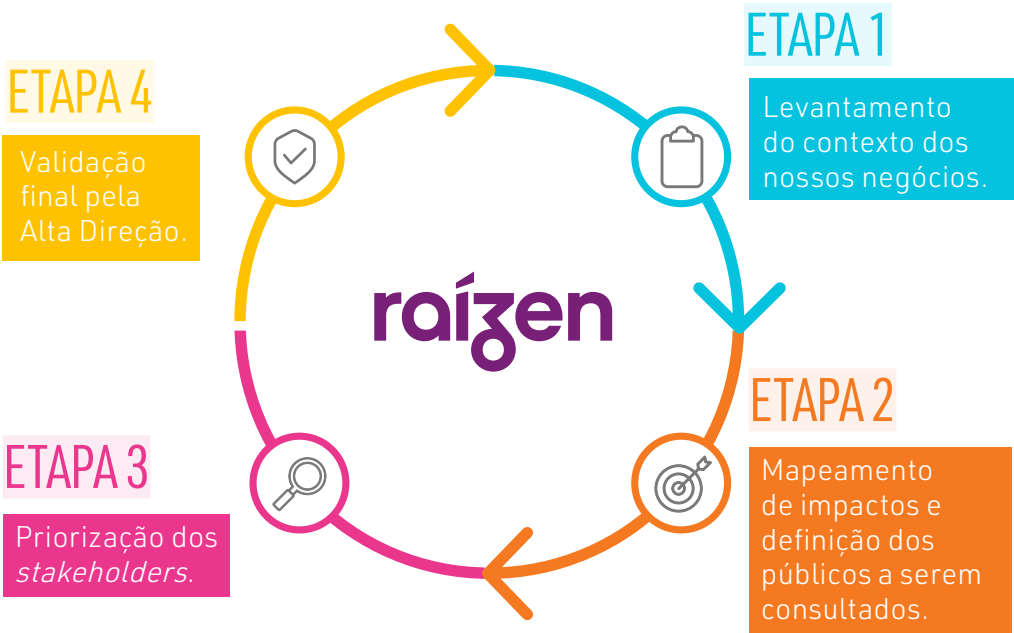 ETAPA 1
Levantamento
do contexto dos
nossos negócios.
ETAPA 2
Mapeamento
de impactos e
definição dos
públicos a serem
consultados.
ETAPA 3
Priorização dos
stakeholders.
ETAPA 4
Validação
final pela
Alta Direção.
raízen